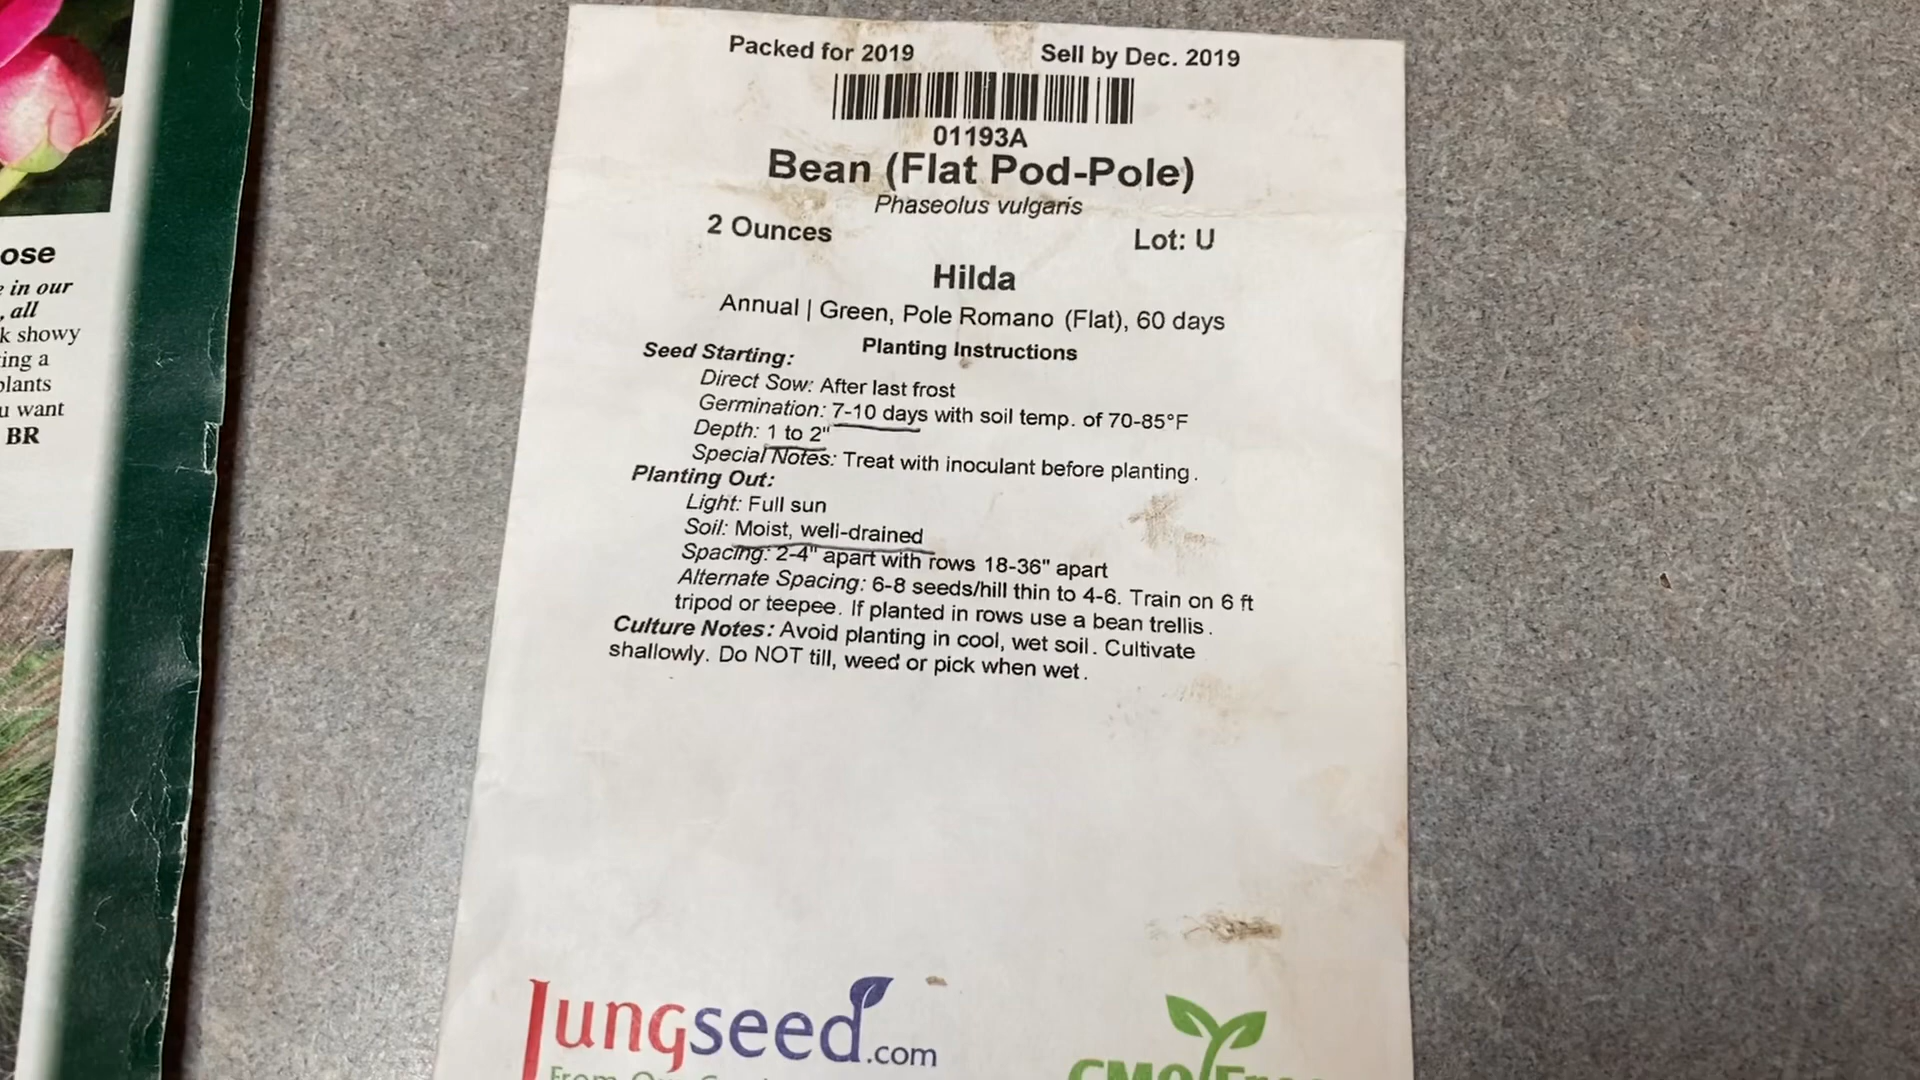 Packed for 2019 Sell by Dec. 2019
01193A
Bean (Flat Pod-Pole)
Phaseolus vulgaris
2 Ounces Lot: U
Hilda
Annual | Green, Pole Romano (Flat), 60 days
Planting Instructions
Seed Starting:
Direct Sow: After last frost
Germination: 7-10 days with soil temp. of 70-85°F
Depth: 1 to 2"
Special Notes: Treat with inoculant before planting.
Planting Out:
Light: Full sun
Soil: Moist, well-drained
Spacing: 2-4" apart with rows 18-36" apart
Alternate Spacing: 6-8 seeds/hill thin to 4-6. Train on 6 ft
tripod or teepee. If planted in rows use a bean trellis.
Culture Notes: Avoid planting in cool, wet soil. Cultivate
shallowly. Do NOT till, weed or pick when wet.
Jungseed.com
From
ose
in our
, all
k showy
ing a
plants
u want
BR